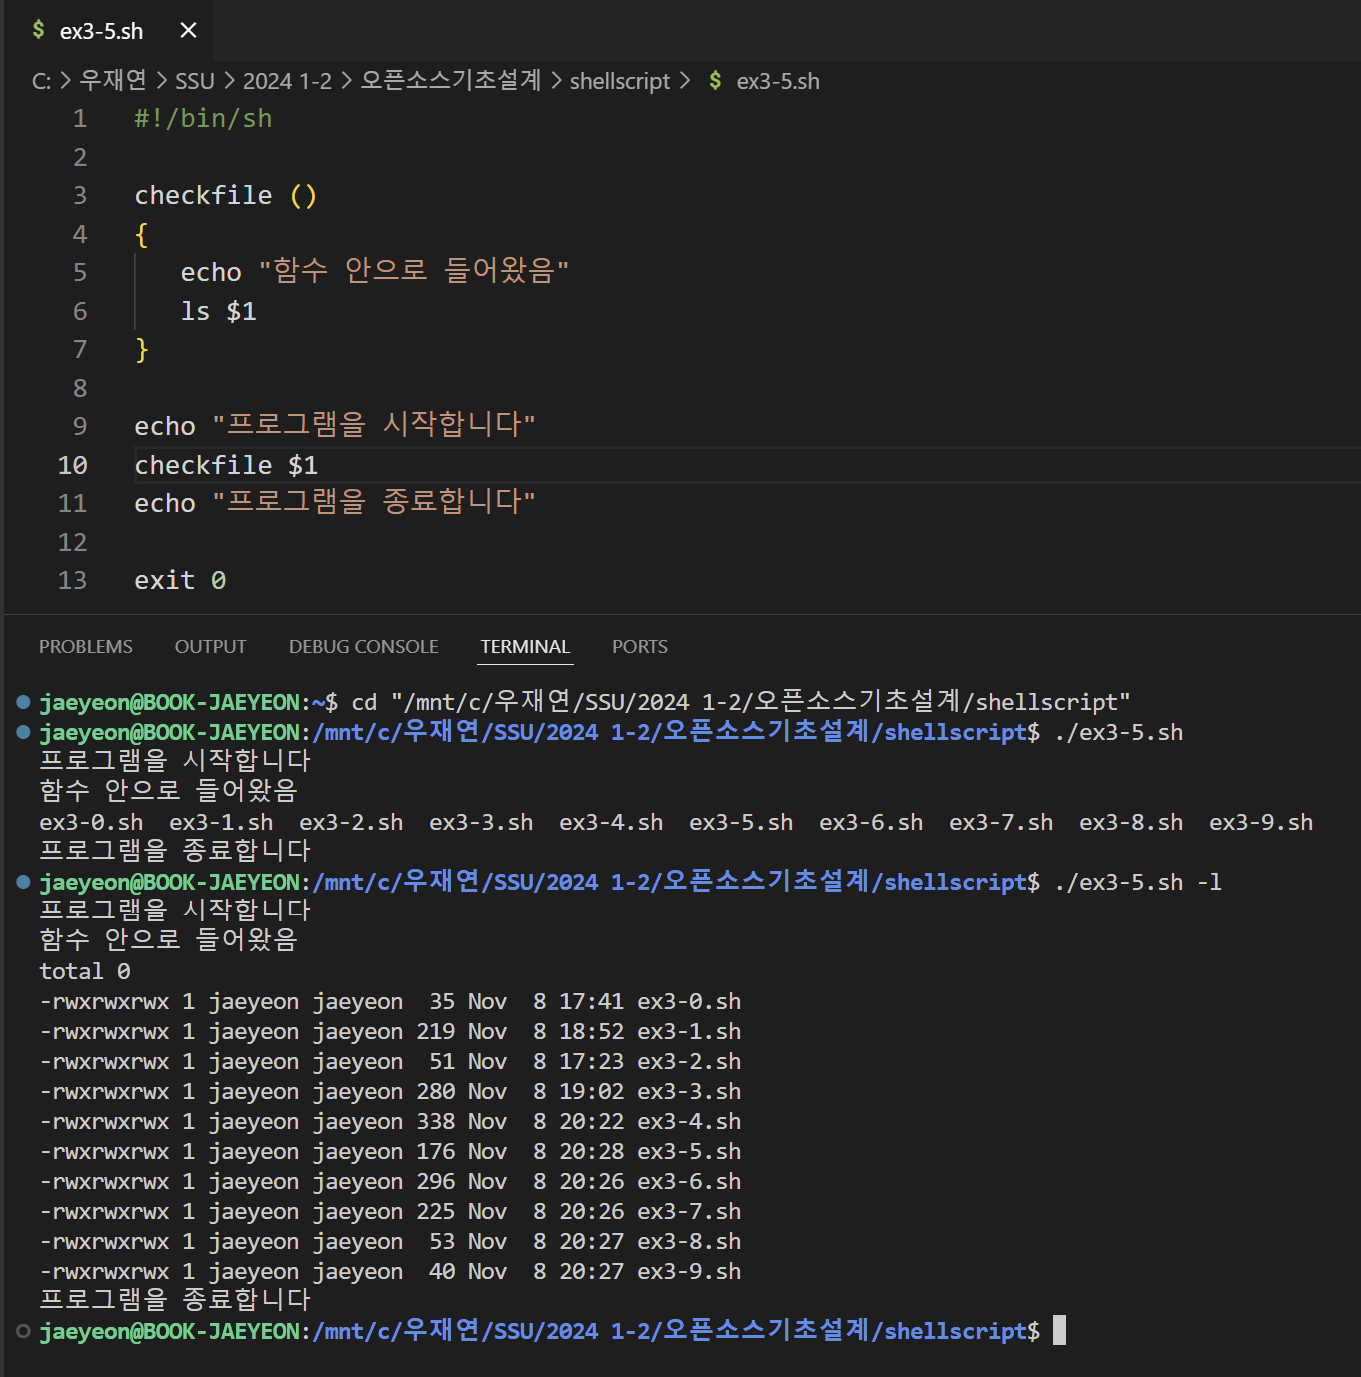 $ ex3-5.sh ×
C: > 우재연 > SSU > 2024 1-2 > 오픈소스기초설계 > shellscript > $ ex3-5.sh
1 #!/bin/sh
2
3 checkfile ()
4 {
5 echo "함수 안으로 들어왔음"
6 ls $1
7 }
8
9 echo "프로그램을 시작합니다"
10 checkfile $1
11 echo "프로그램을 종료합니다"
12
13 exit 0
PROBLEMS OUTPUT DEBUG CONSOLE TERMINAL PORTS
jaeyeon@BOOK-JAEYEON:~$ cd "/mnt/c/우재연/SSU/2024 1-2/오픈소스기초설계/shellscript"
jaeyeon@BOOK-JAEYEON:/mnt/c/우재연/SSU/2024 1-2/오픈소스기초설계/shellscript$ ./ex3-5.sh
프로그램을 시작합니다
함수 안으로 들어왔음
ex3-0.sh ex3-1.sh ex3-2.sh ex3-3.sh ex3-4.sh ex3-5.sh ex3-6.sh ex3-7.sh ex3-8.sh ex3-9.sh
프로그램을 종료합니다
jaeyeon@BOOK-JAEYEON:/mnt/c/우재연/SSU/2024 1-2/오픈소스기초설계/shellscript$ ./ex3-5.sh -l
프로그램을 시작합니다
함수 안으로 들어왔음
total 0
-rwxrwxrwx 1 jaeyeon jaeyeon 35 Nov 8 17:41 ex3-0.sh
-rwxrwxrwx 1 jaeyeon jaeyeon 219 Nov 8 18:52 ex3-1.sh
-rwxrwxrwx 1 jaeyeon jaeyeon 51 Nov 8 17:23 ex3-2.sh
-rwxrwxrwx 1 jaeyeon jaeyeon 280 Nov 8 19:02 ex3-3.sh
-rwxrwxrwx 1 jaeyeon jaeyeon 338 Nov 8 20:22 ex3-4.sh
-rwxrwxrwx 1 jaeyeon jaeyeon 176 Nov 8 20:28 ex3-5.sh
-rwxrwxrwx 1 jaeyeon jaeyeon 296 Nov 8 20:26 ex3-6.sh
-rwxrwxrwx 1 jaeyeon jaeyeon 225 Nov 8 20:26 ex3-7.sh
-rwxrwxrwx 1 jaeyeon jaeyeon 53 Nov 8 20:27 ex3-8.sh
-rwxrwxrwx 1 jaeyeon jaeyeon 40 Nov 8 20:27 ex3-9.sh
프로그램을 종료합니다
jaeyeon@BOOK-JAEYEON:/mnt/c/우재연/SSU/2024 1-2/오픈소스기초설계/shellscript$